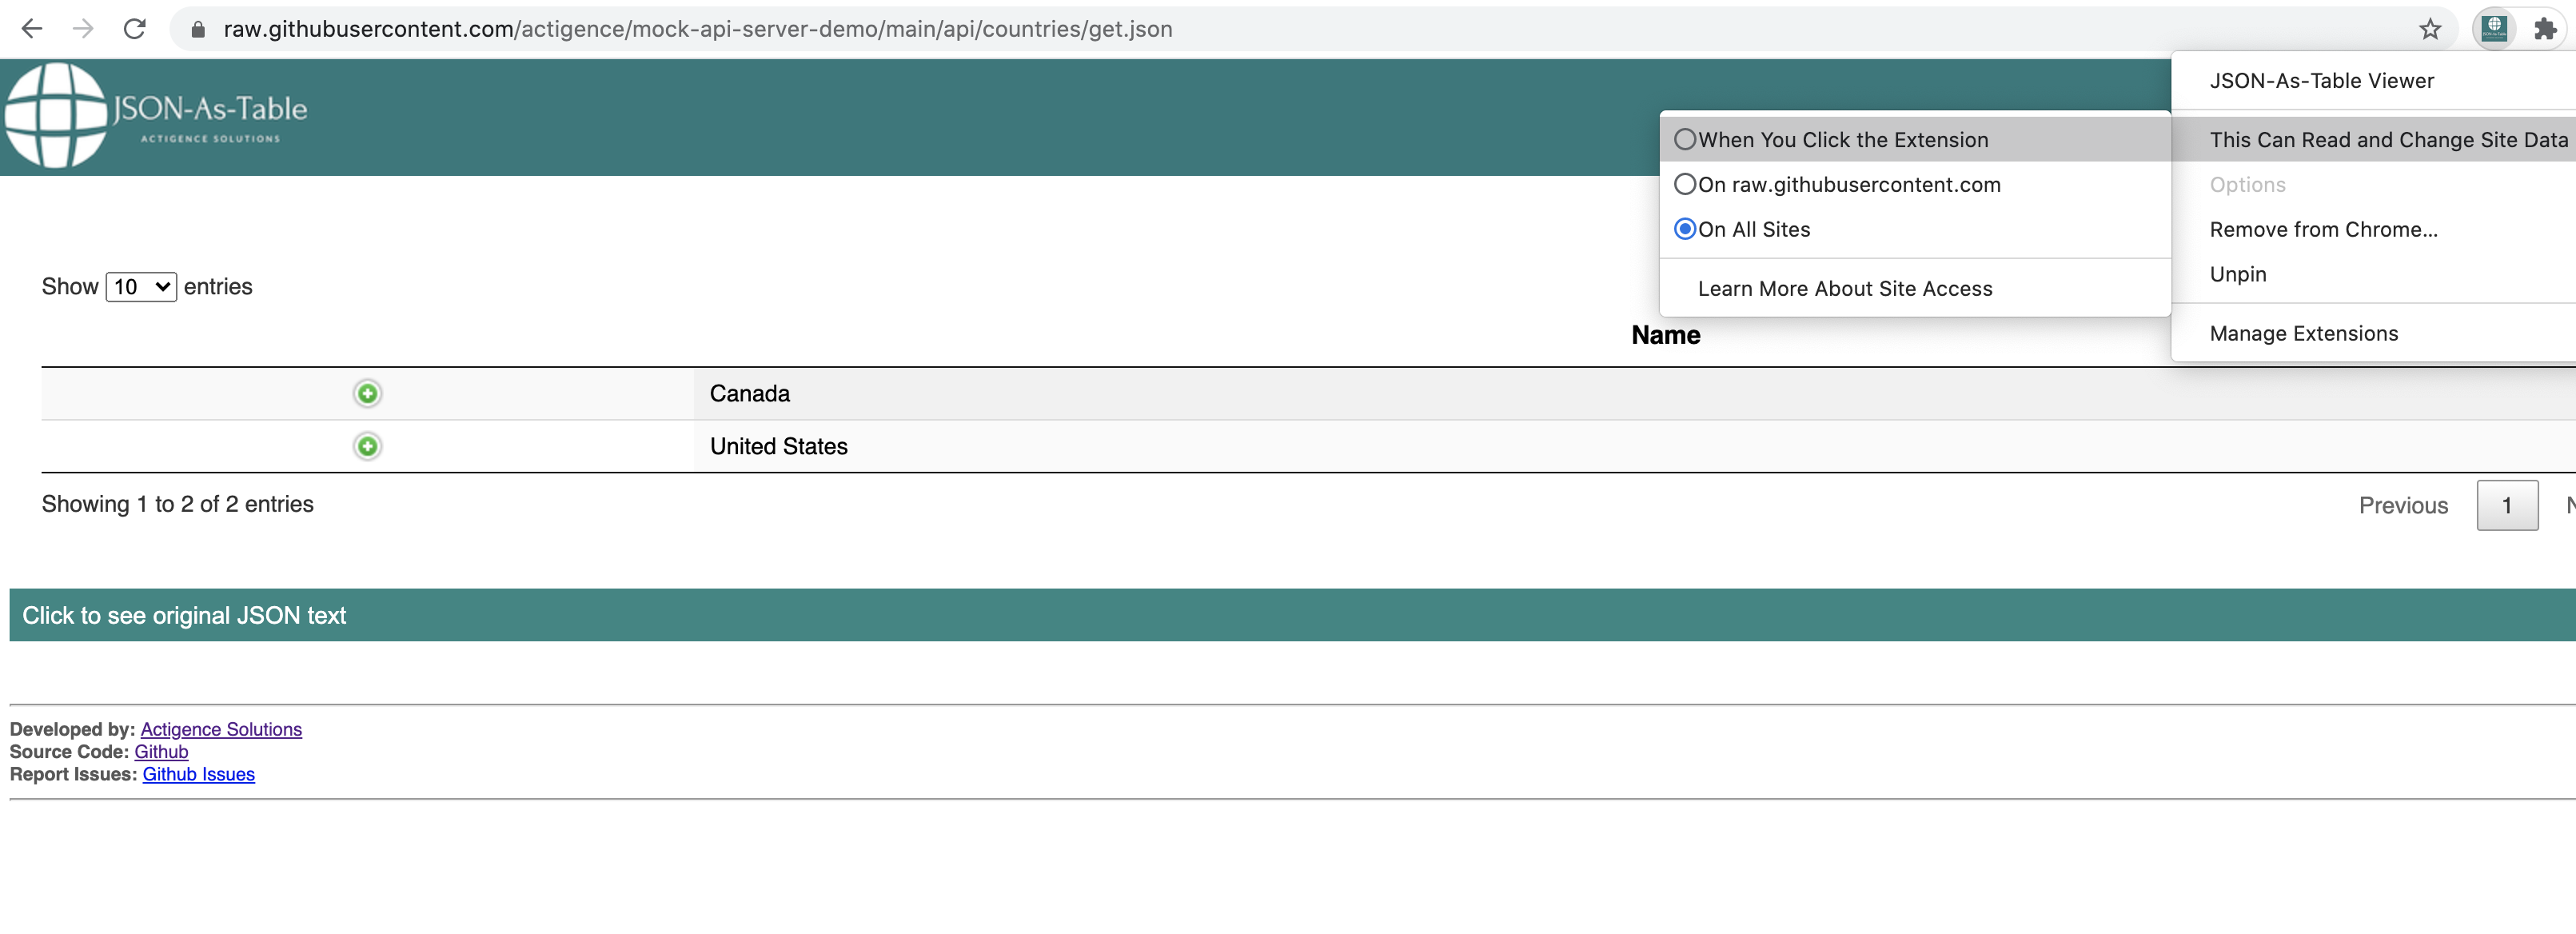 raw.githubusercontent.com/actigence/mock-api-server-demo/main/api/countries/get.json
JSON-As-Table
ACTIGENCE SOLUTIONS
JSON-As-Table Viewer
This Can Read and Change Site Data
Options
Remove from Chrome...
Unpin
Manage Extensions
When You Click the Extension
On raw.githubusercontent.com
On All Sites
Learn More About Site Access
Show 10 entries
Name
Canada
United States
Showing 1 to 2 of 2 entries
Previous 1
Click to see original JSON text
Developed by: Actigence Solutions
Source Code: Github
Report Issues: Github Issues